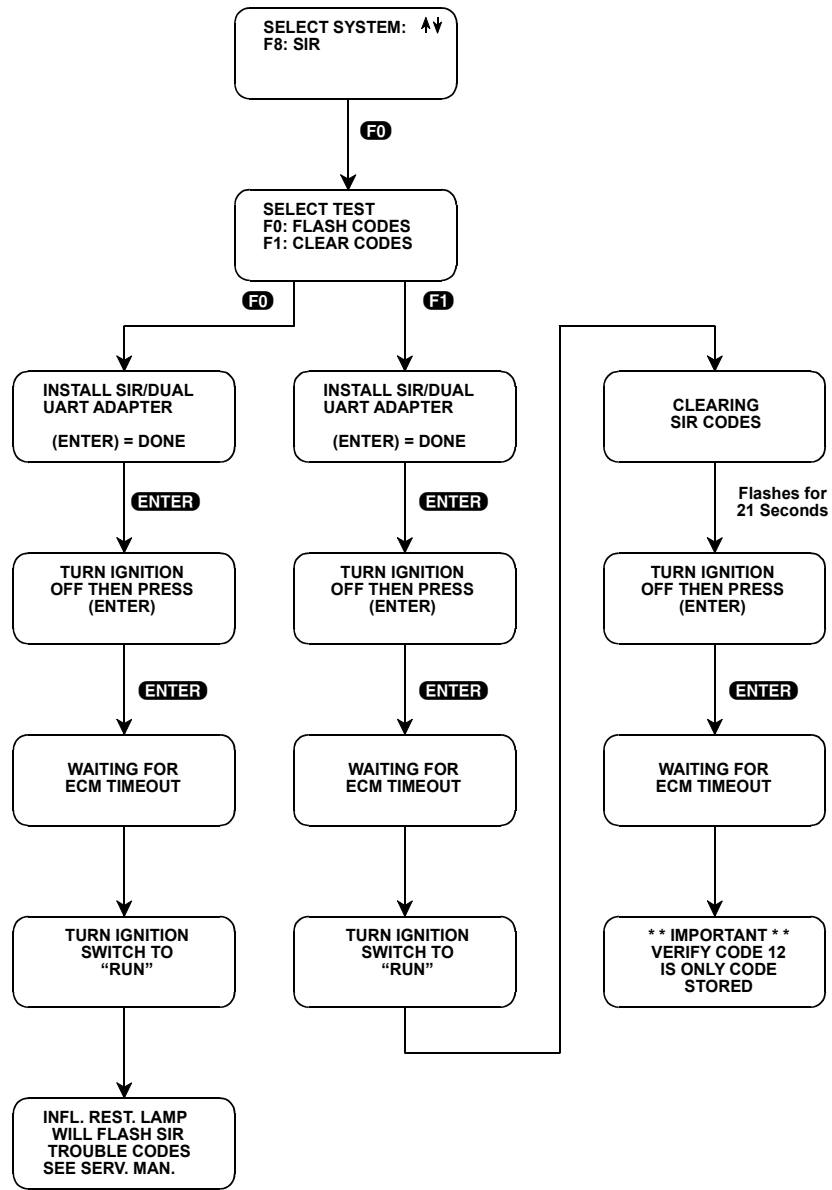 SELECT SYSTEM:
F8: SIR
F0
SELECT TEST
F0: FLASH CODES
F1: CLEAR CODES
F0
F1
INSTALL SIR/DUAL
UART ADAPTER
(ENTER) = DONE
ENTER
TURN IGNITION
OFF THEN PRESS
(ENTER)
ENTER
WAITING FOR
ECM TIMEOUT
TURN IGNITION
SWITCH TO
“RUN”
INFL. REST. LAMP
WILL FLASH SIR
TROUBLE CODES
SEE SERV. MAN.
INSTALL SIR/DUAL
UART ADAPTER
(ENTER) = DONE
ENTER
TURN IGNITION
OFF THEN PRESS
(ENTER)
ENTER
WAITING FOR
ECM TIMEOUT
TURN IGNITION
SWITCH TO
“RUN”
CLEARING
SIR CODES
Flashes for
21 Seconds
TURN IGNITION
OFF THEN PRESS
(ENTER)
ENTER
WAITING FOR
ECM TIMEOUT
* * IMPORTANT * *
VERIFY CODE 12
IS ONLY CODE
STORED